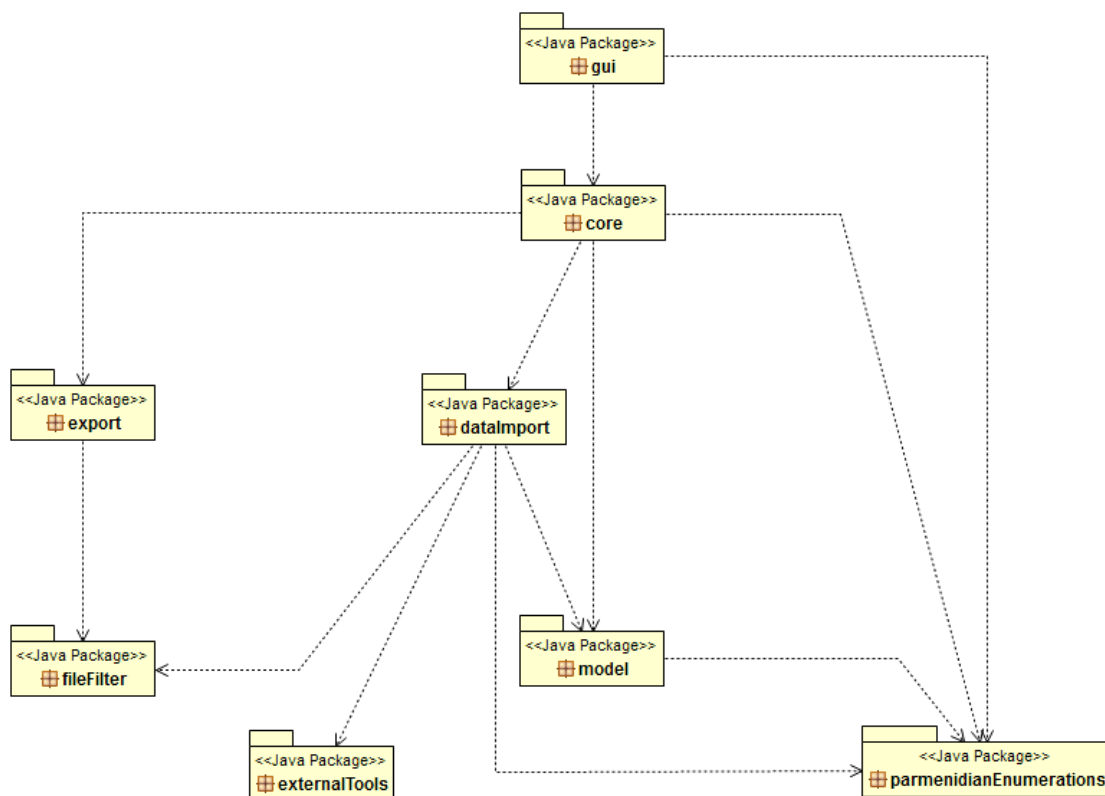 <<Java Package>>
gui
<<Java Package>>
core
<<Java Package>>
export
<<Java Package>>
dataImport
<<Java Package>>
fileFilter
<<Java Package>>
model
<<Java Package>>
externalTools
<<Java Package>>
parmenidianEnumerations